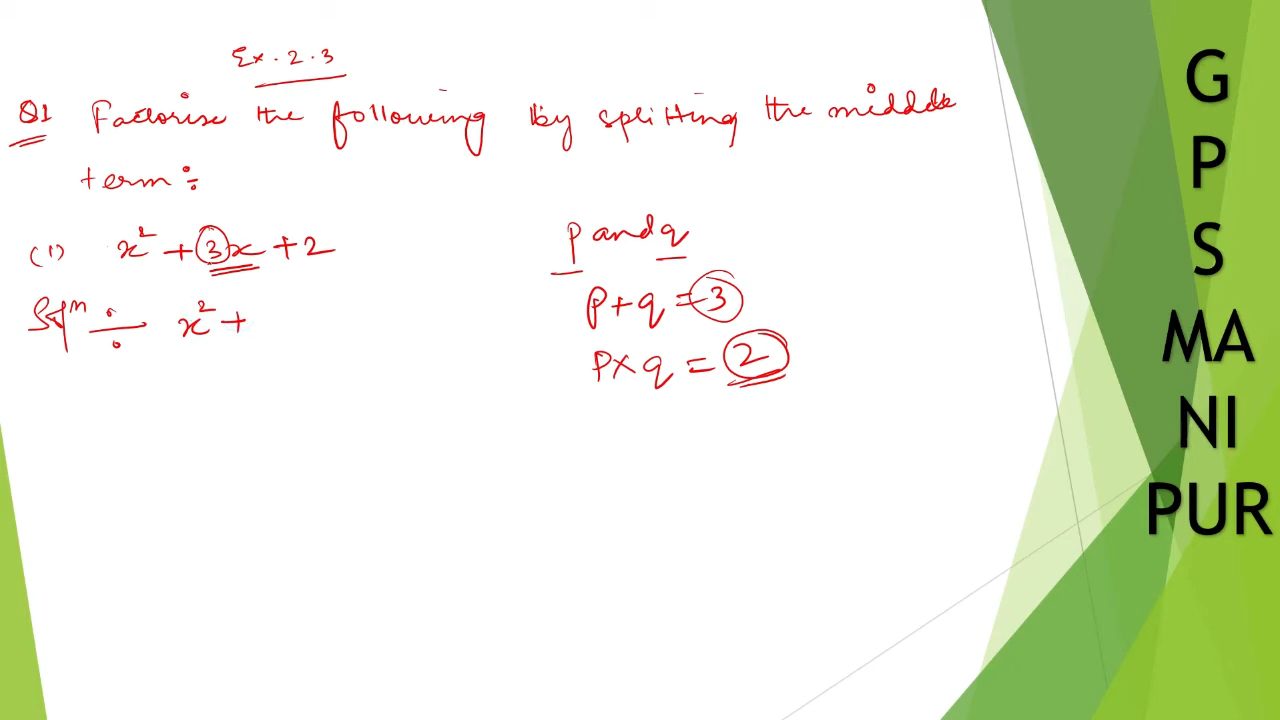 Ex. 2.3
Q1 Factorise the following by splitting the middle
term :-
(1) x² + 3x + 2
Solⁿ :- x² +
p and q
p+q = 3
p×q = 2
G
P
S
MA
NI
PUR